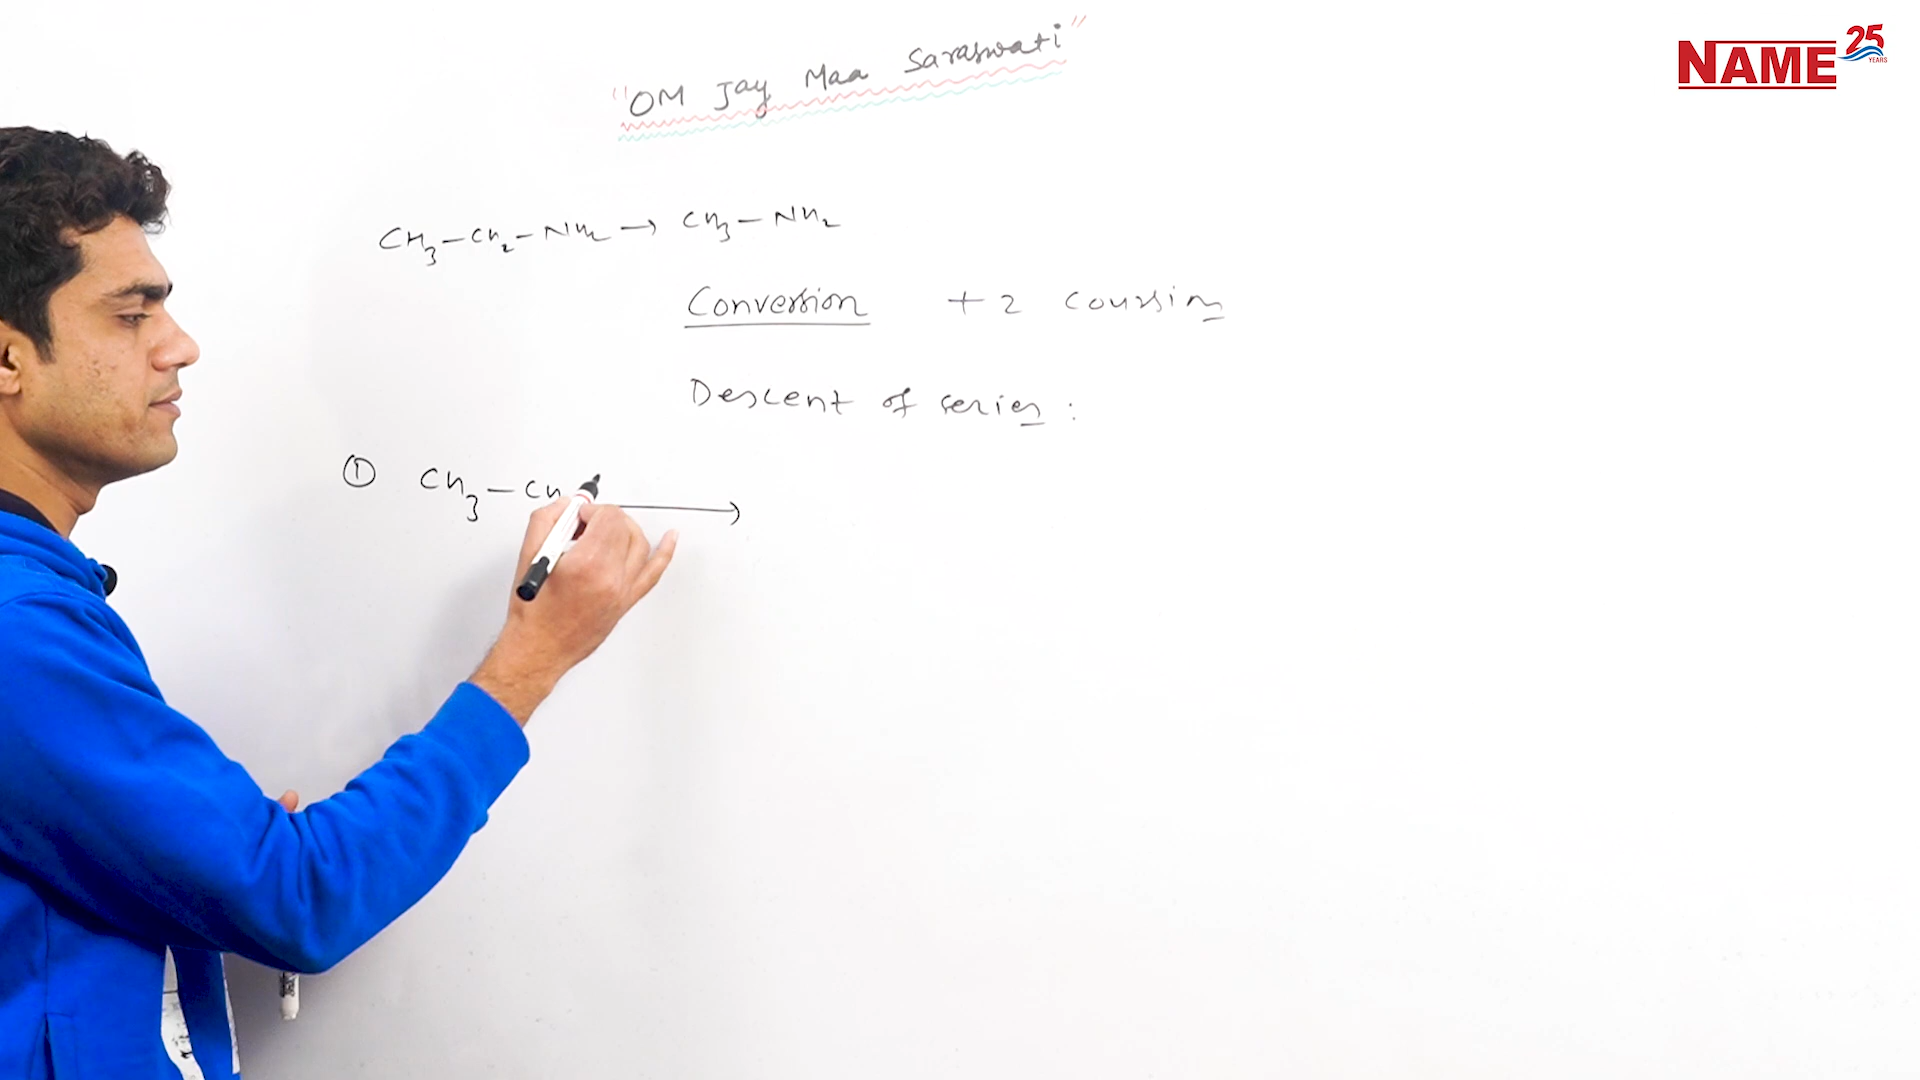 "OM Jay Maa Saraswati"
NAME 25 YEARS
CH3-CH2-NH2 → CH3-NH2
Conversion +2 
Descent of series :
① CH3-CH →